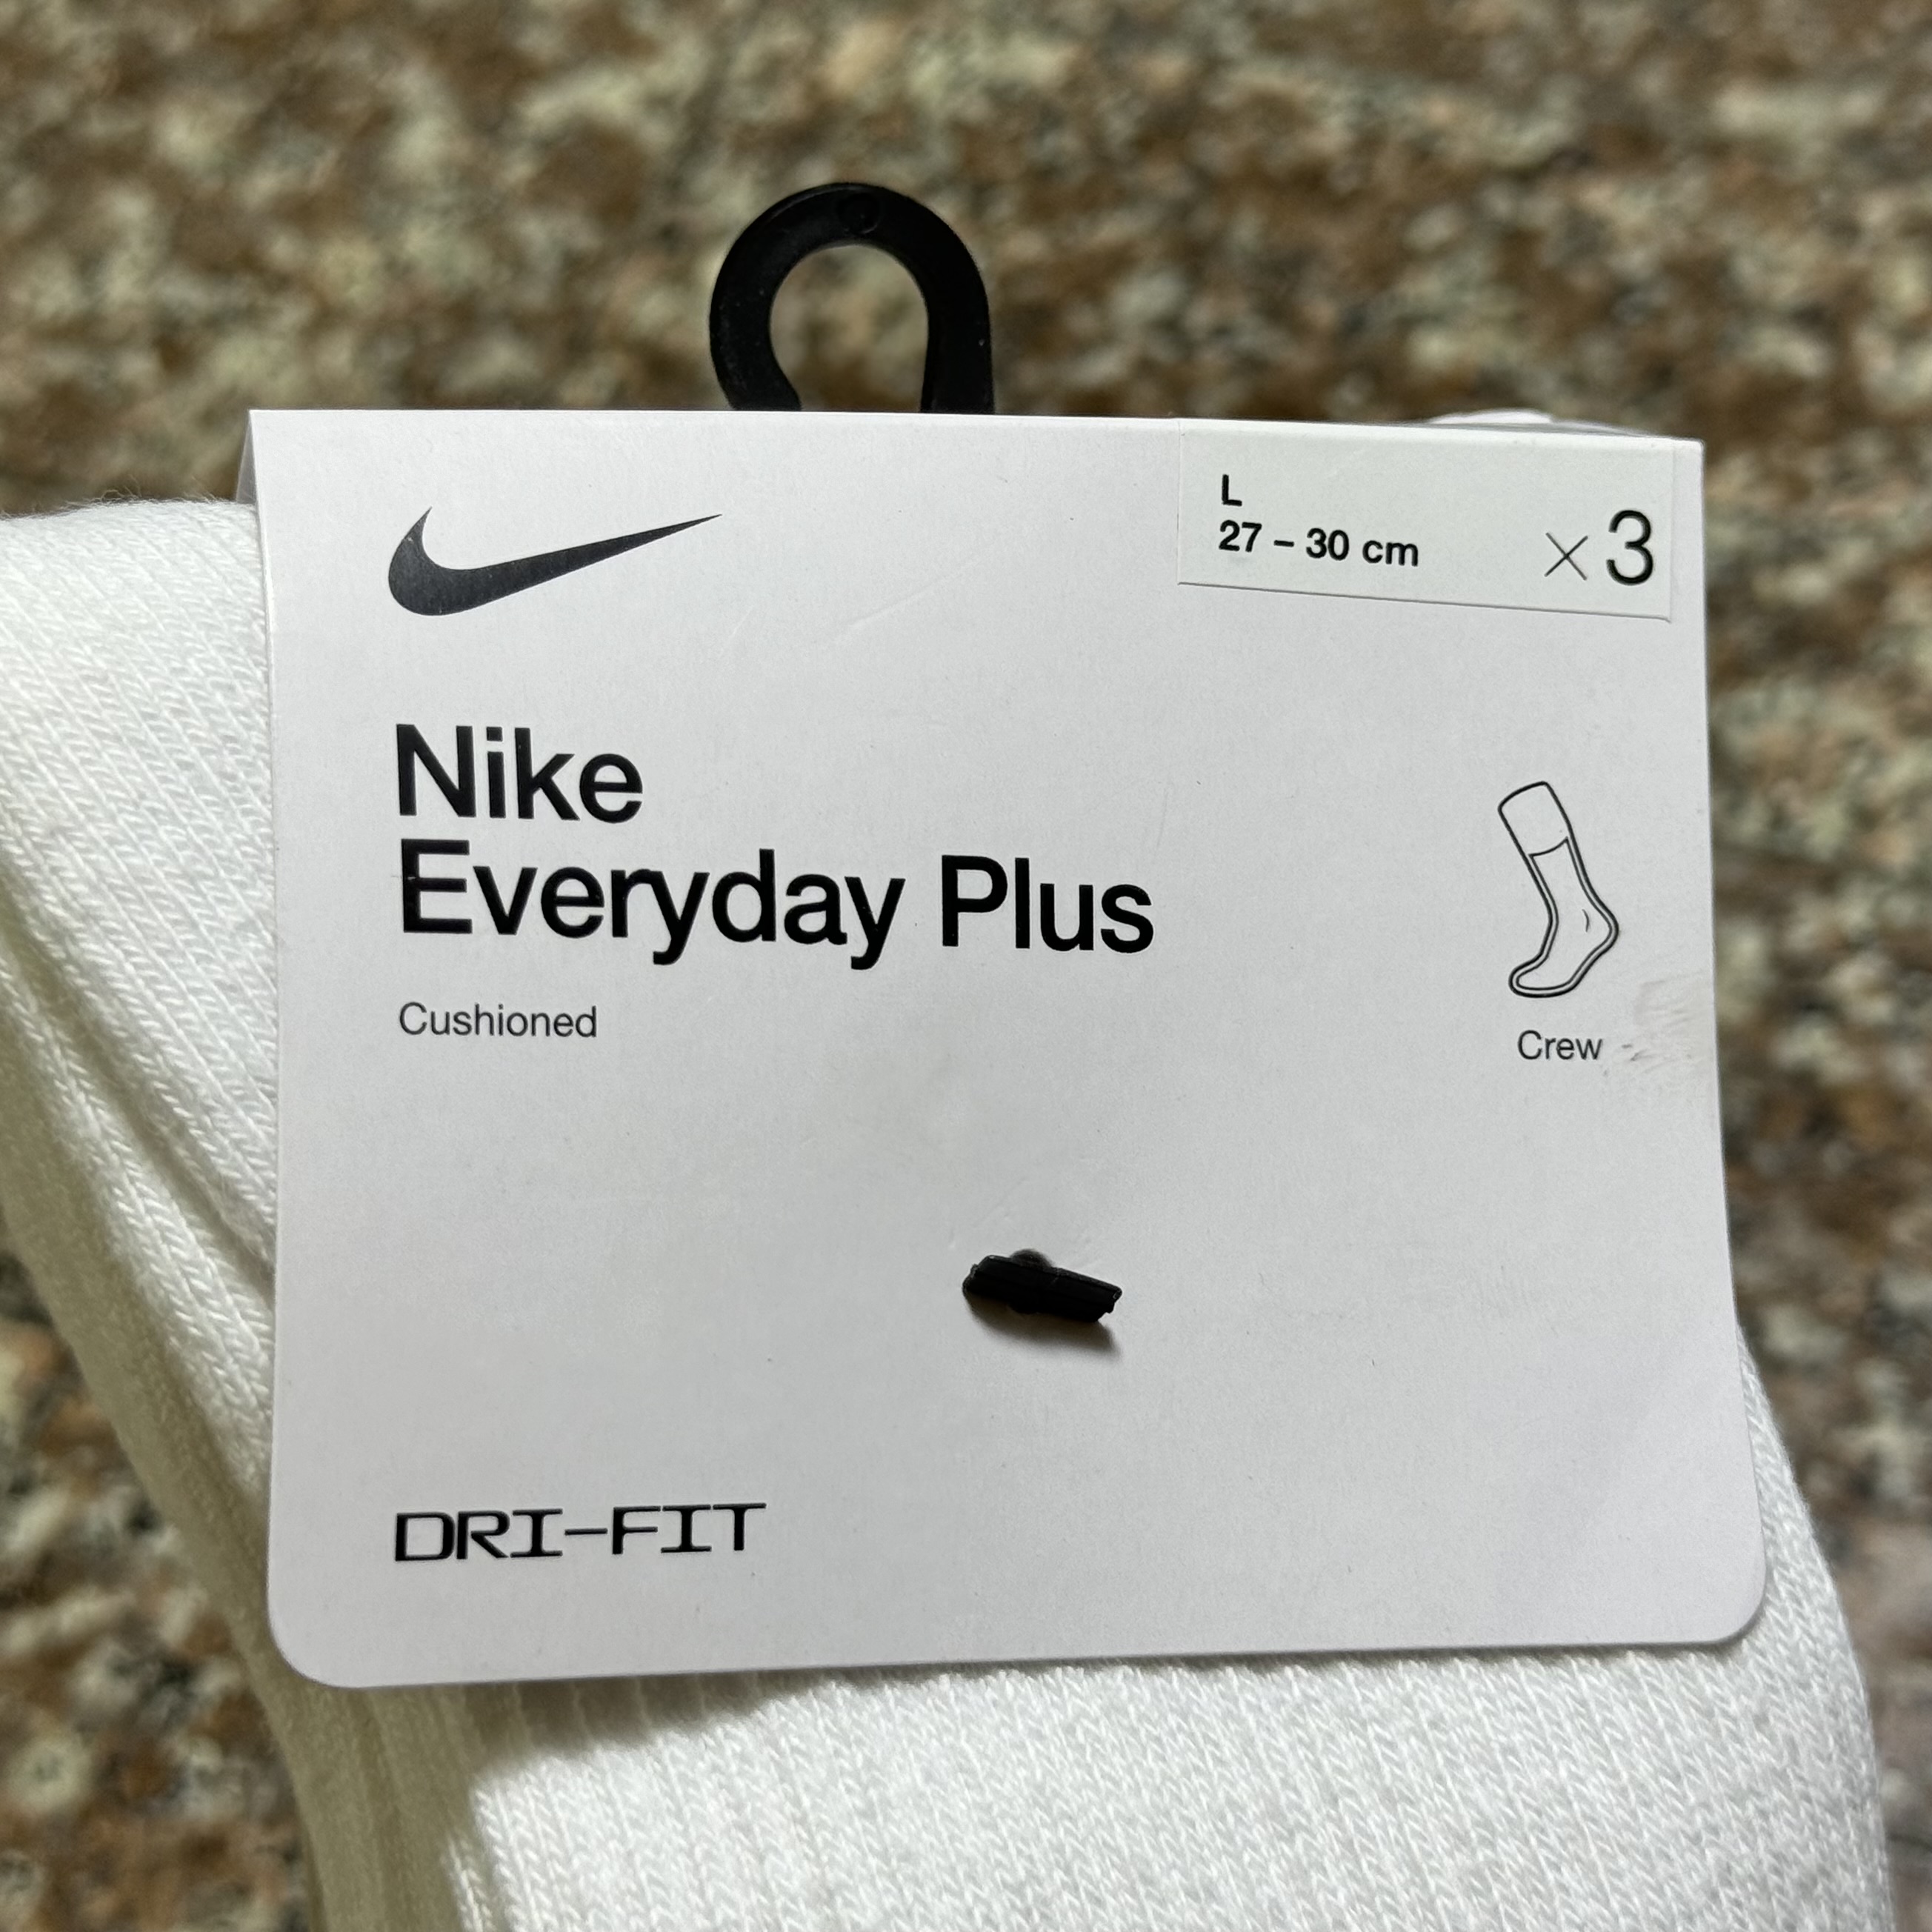 L
27 – 30 cm
×3
Nike
Everyday Plus
Cushioned
Crew
DRI-FIT